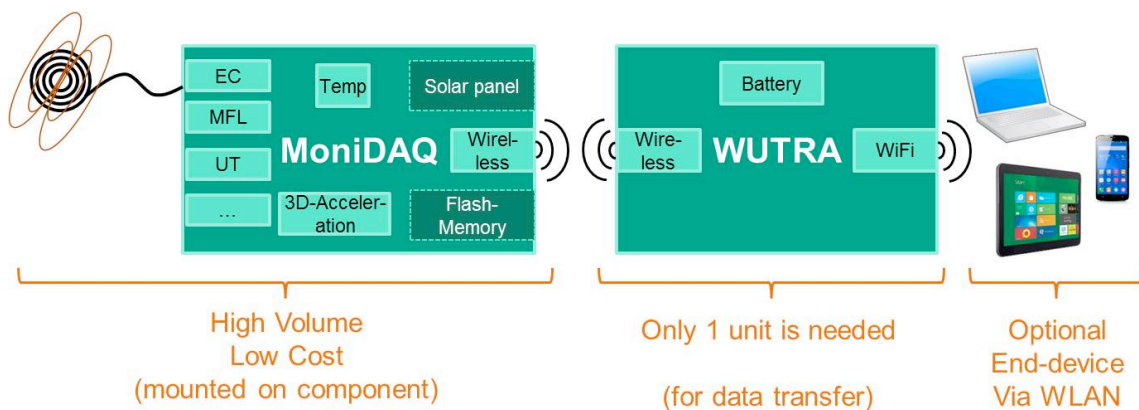 EC
MFL
UT
...
Temp
Solar panel
MoniDAQ
Wirel-
less
3D-Acceler-
ation
Flash-
Memory
High Volume
Low Cost
(mounted on component)
Battery
Wire-
less
WUTRA
WiFi
Only 1 unit is needed
(for data transfer)
Optional
End-device
Via WLAN